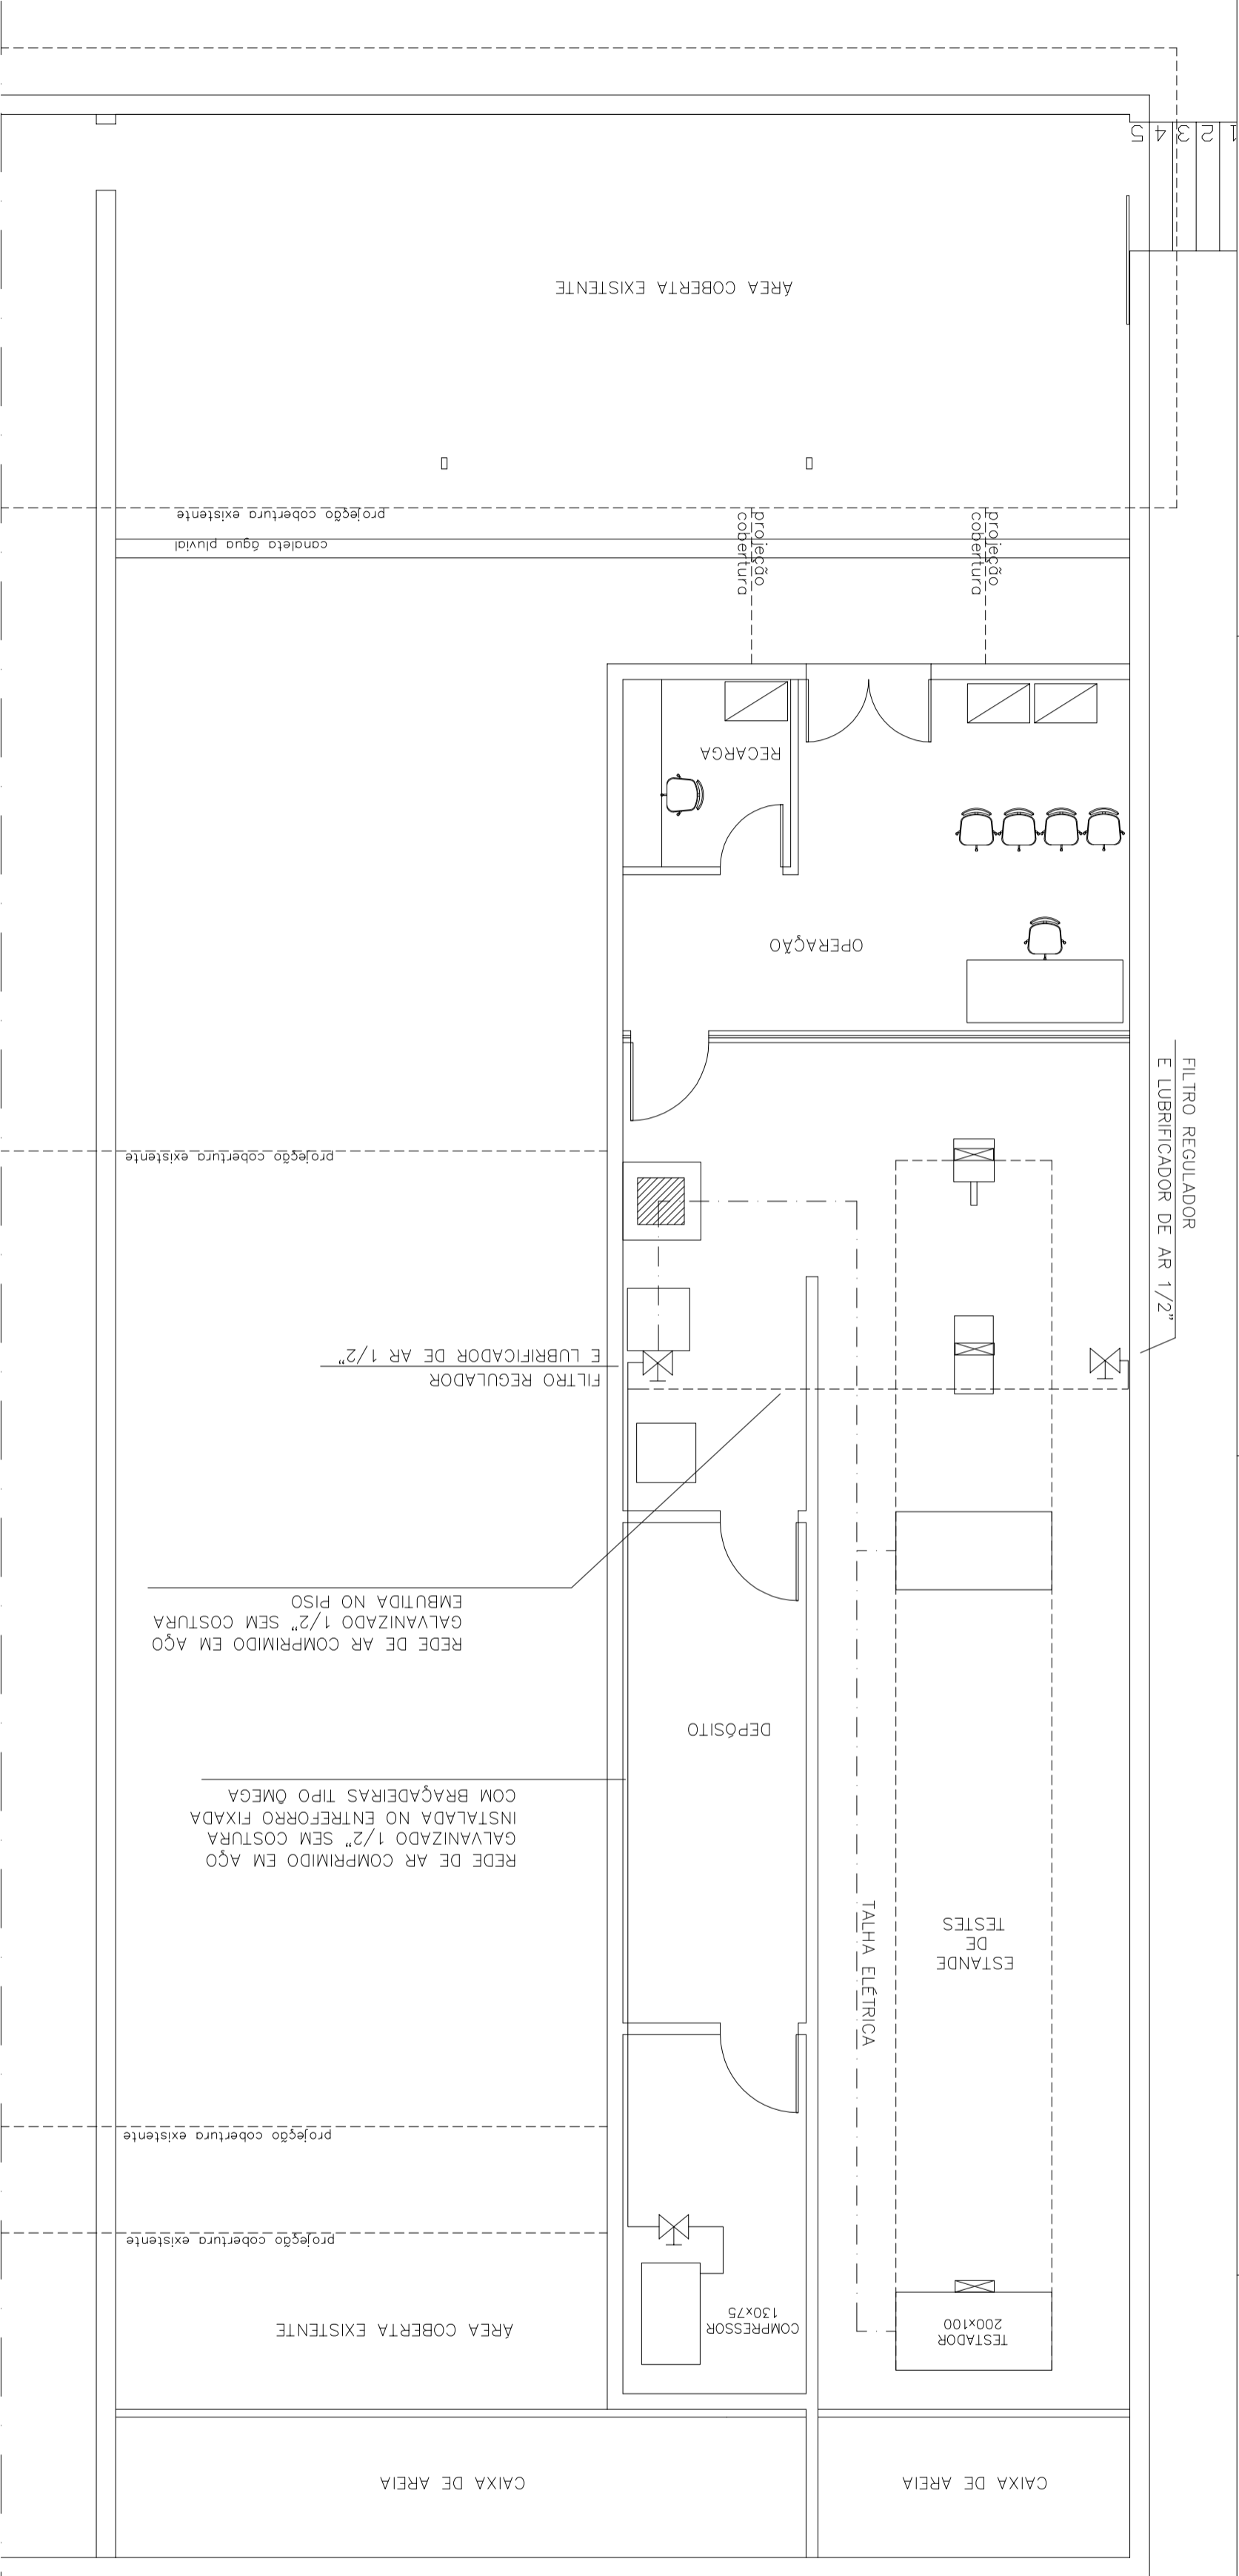 1 2 3 4 5
ÁREA COBERTA EXISTENTE
projeção cobertura existente
canaleta água pluvial
projeção
cobertura
projeção
cobertura
RECARGA
OPERAÇÃO
projeção cobertura existente
FILTRO REGULADOR
E LUBRIFICADOR DE AR 1/2"
FILTRO REGULADOR
E LUBRIFICADOR DE AR 1/2"
REDE DE AR COMPRIMIDO EM AÇO
GALVANIZADO 1/2" SEM COSTURA
EMBUTIDA NO PISO
DEPÓSITO
REDE DE AR COMPRIMIDO EM AÇO
GALVANIZADO 1/2" SEM COSTURA
INSTALADA NO ENTREFORRO FIXADA
COM BRAÇADEIRAS TIPO ÔMEGA
TALHA ELÉTRICA
ESTANDE
DE
TESTES
projeção cobertura existente
projeção cobertura existente
ÁREA COBERTA EXISTENTE
COMPRESSOR
130x75
TESTADOR
200x100
CAIXA DE AREIA
CAIXA DE AREIA